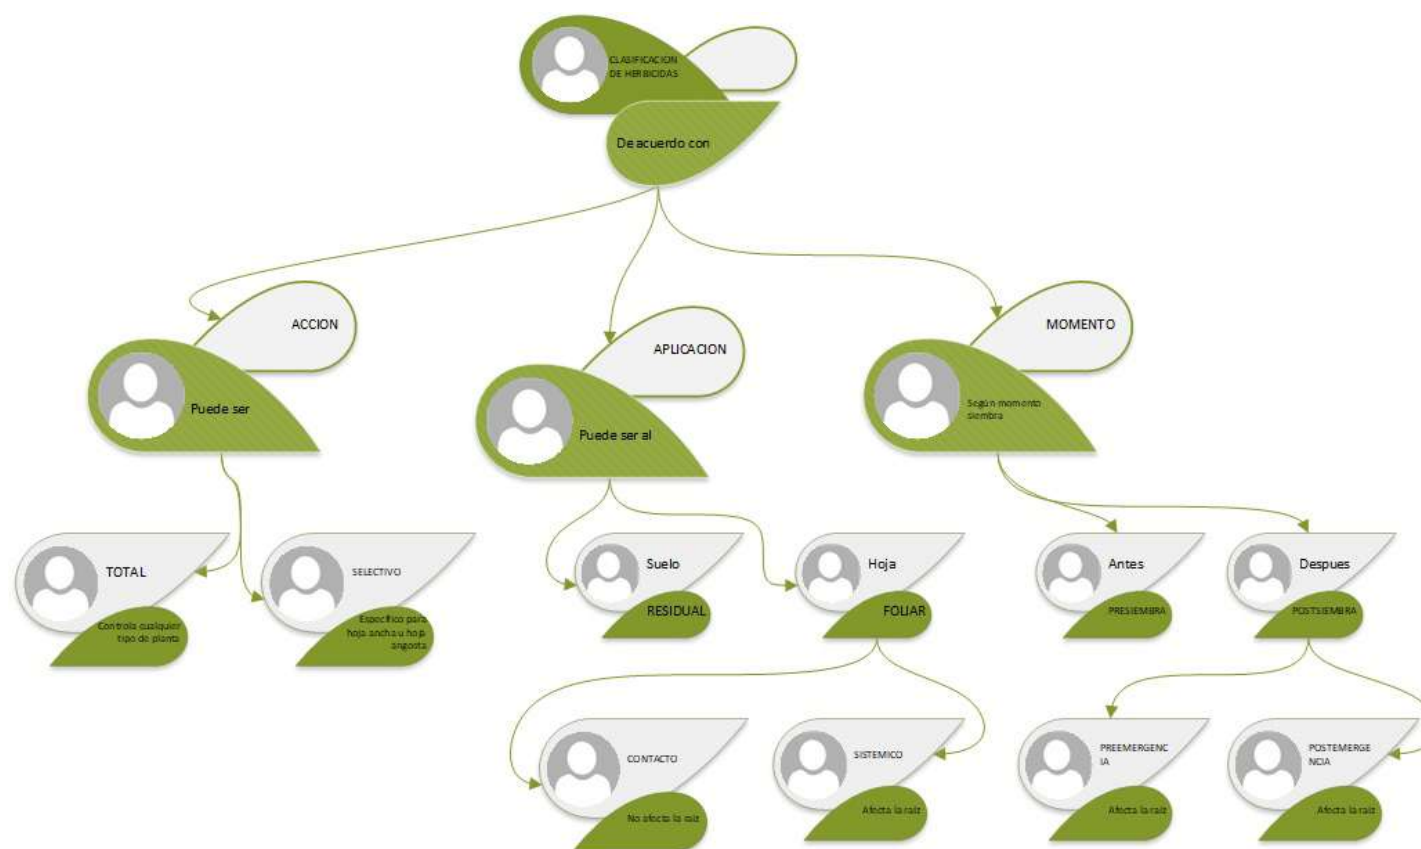 CLASIFICACION
DE HERBICIDAS
De acuerdo con
ACCION
Puede ser
APLICACION
Puede ser al
MOMENTO
Según momento
siembra
TOTAL
Controla cualquier
tipo de planta
SELECTIVO
Específico para
hoja ancha u hoja
angosta
Suelo
RESIDUAL
Hoja
FOLIAR
Antes
PRESIEMBRA
Despues
POSTSIEMBRA
CONTACTO
No afecta la raiz
SISTEMICO
Afecta la raiz
PREEMERGENC
IA
Afecta la raiz
POSTEMERGE
NCIA
Afecta la raiz